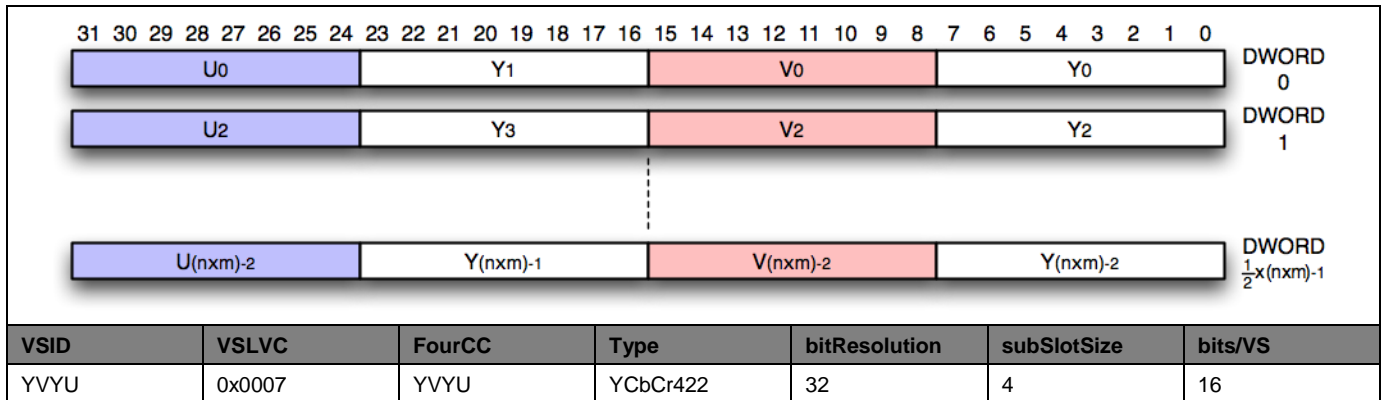 31 30 29 28 27 26 25 24 23 22 21 20 19 18 17 16 15 14 13 12 11 10 9 8 7 6 5 4 3 2 1 0
U0 Y1 V0 Y0 DWORD 0
U2 Y3 V2 Y2 DWORD 1
U(nxm)-2 Y(nxm)-1 V(nxm)-2 Y(nxm)-2 DWORD 1/2x(nxm)-1
VSID VSLVC FourCC Type bitResolution subSlotSize bits/VS
YVYU 0x0007 YVYU YCbCr422 32 4 16